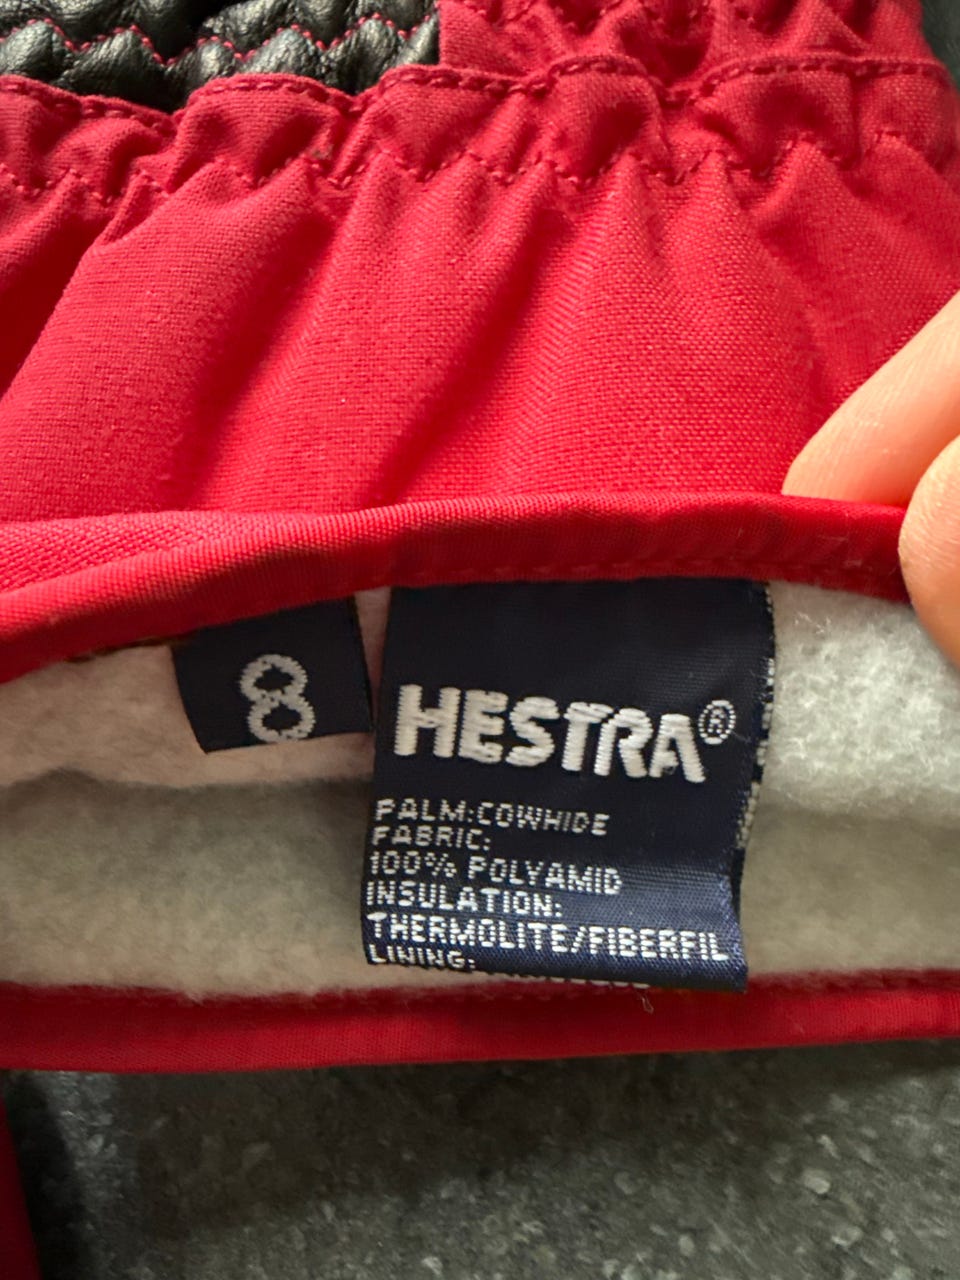 8
HESTRA®
PALM:COWHIDE
FABRIC:
100% POLYAMID
INSULATION:
THERMOLITE/FIBERFIL
LINING: